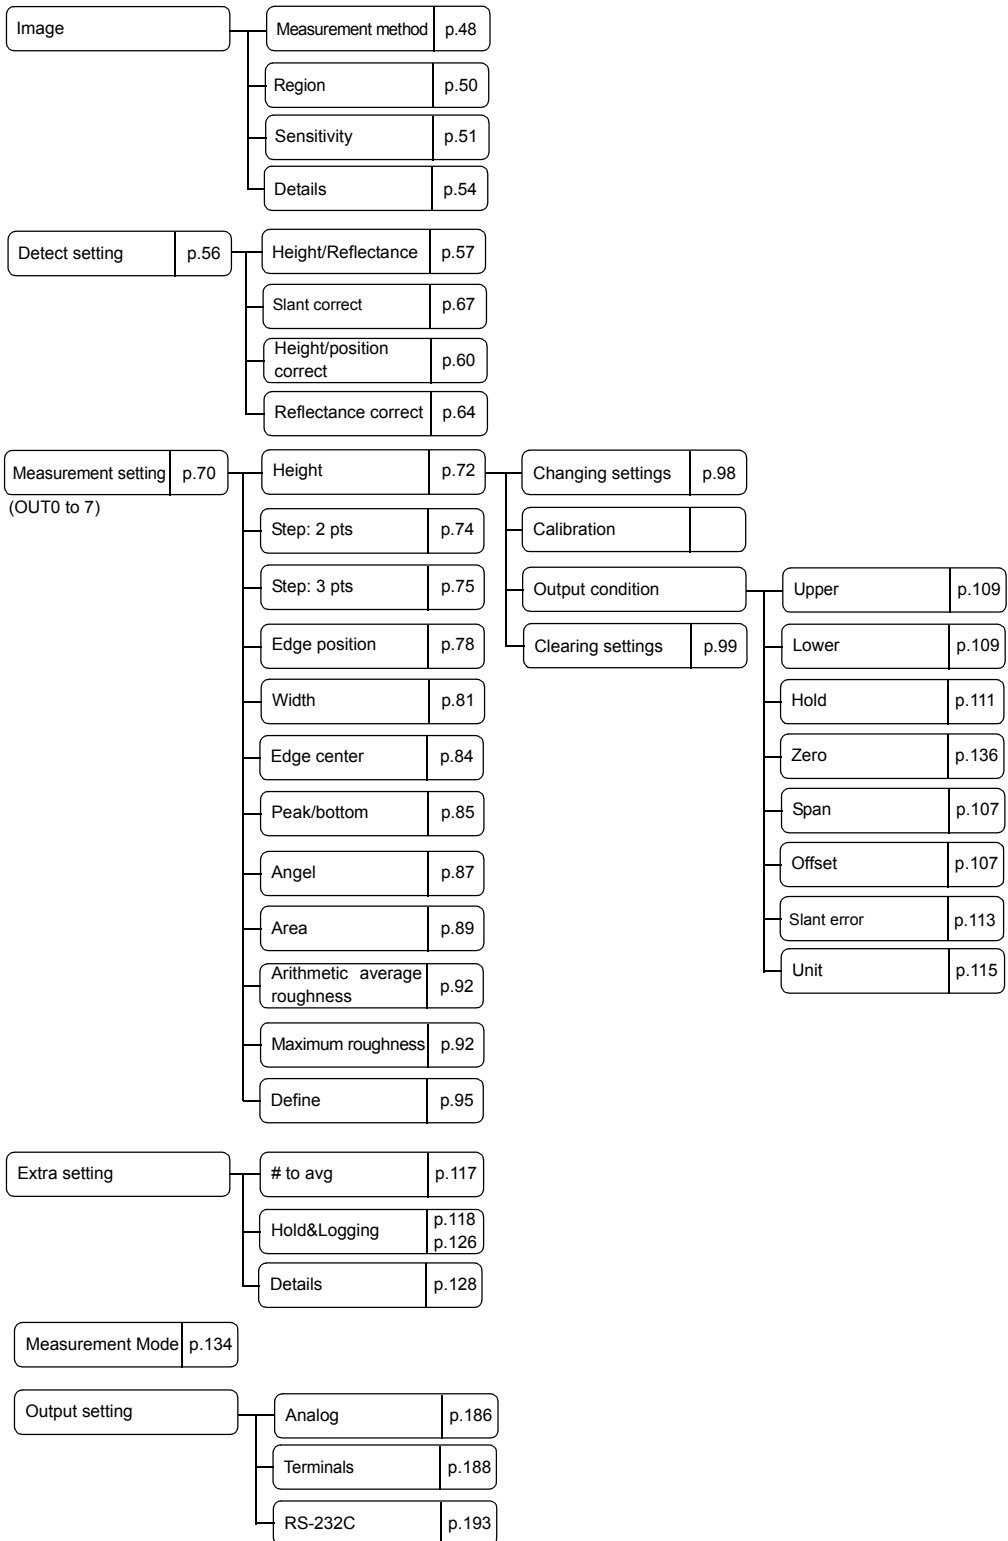 Image
Measurement method p.48
Region p.50
Sensitivity p.51
Details p.54
Detect setting p.56
Height/Reflectance p.57
Slant correct p.67
Height/position
correct p.60
Reflectance correct p.64
Measurement setting p.70
(OUT0 to 7)
Height p.72
Step: 2 pts p.74
Step: 3 pts p.75
Edge position p.78
Width p.81
Edge center p.84
Peak/bottom p.85
Angel p.87
Area p.89
Arithmetic average
roughness p.92
Maximum roughness p.92
Define p.95
Changing settings p.98
Calibration
Output condition
Clearing settings p.99
Upper p.109
Lower p.109
Hold p.111
Zero p.136
Span p.107
Offset p.107
Slant error p.113
Unit p.115
Extra setting
# to avg p.117
Hold&Logging p.118
p.126
Details p.128
Measurement Mode p.134
Output setting
Analog p.186
Terminals p.188
RS-232C p.193